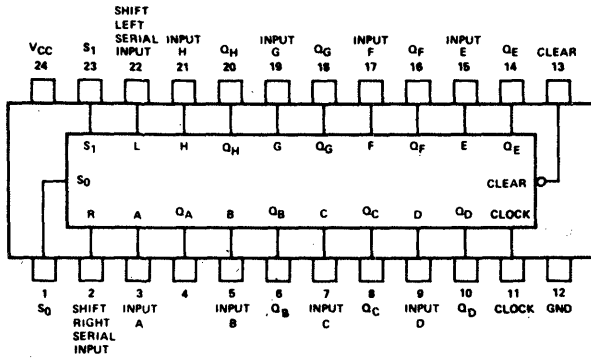 SHIFT
LEFT
VCC S1 SERIAL INPUT QH INPUT QG INPUT QF INPUT QE CLEAR
INPUT H G F E
24 23 22 21 20 19 18 17 16 15 14 13
S1 L H QH G QG F QF E QE
S0
CLEAR
R A QA B QB C QC D QD CLOCK
1 2 3 4 5 6 7 8 9 10 11 12
S0 SHIFT INPUT INPUT QB INPUT QC INPUT QD CLOCK GND
RIGHT A B C D
SERIAL
INPUT